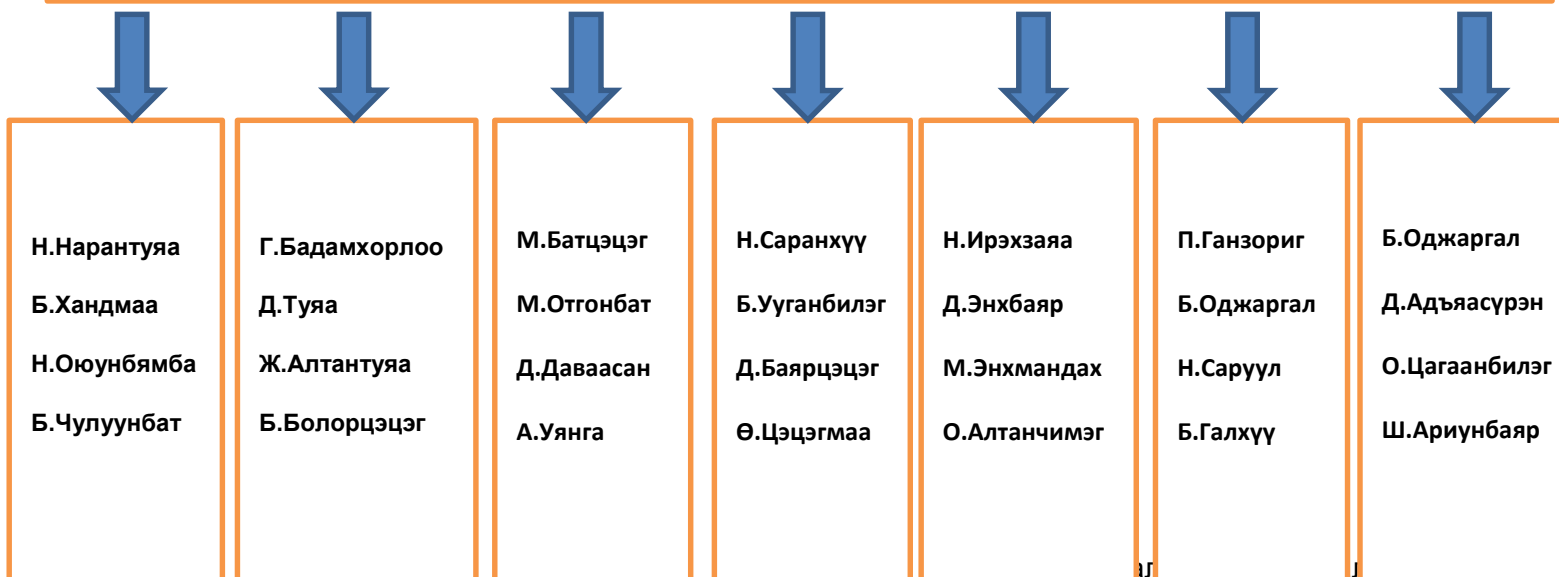 Н.Нарантуяа
Б.Хандмаа
Н.Оюунбямба
Б.Чулуунбат
Г.Бадамхорлоо
Д.Туяа
Ж.Алтантуяа
Б.Болорцэцэг
М.Батцэцэг
М.Отгонбат
Д.Даваасан
А.Уянга
Н.Саранхүү
Б.Ууганбилэг
Д.Баярцэцэг
Ө.Цэцэгмаа
Н.Ирэхзаяа
Д.Энхбаяр
М.Энхмандах
О.Алтанчимэг
П.Ганзориг
Б.Оджаргал
Н.Саруул
Б.Галхүү
Б.Оджаргал
Д.Адъяасүрэн
О.Цагаанбилэг
Ш.Ариунбаяр